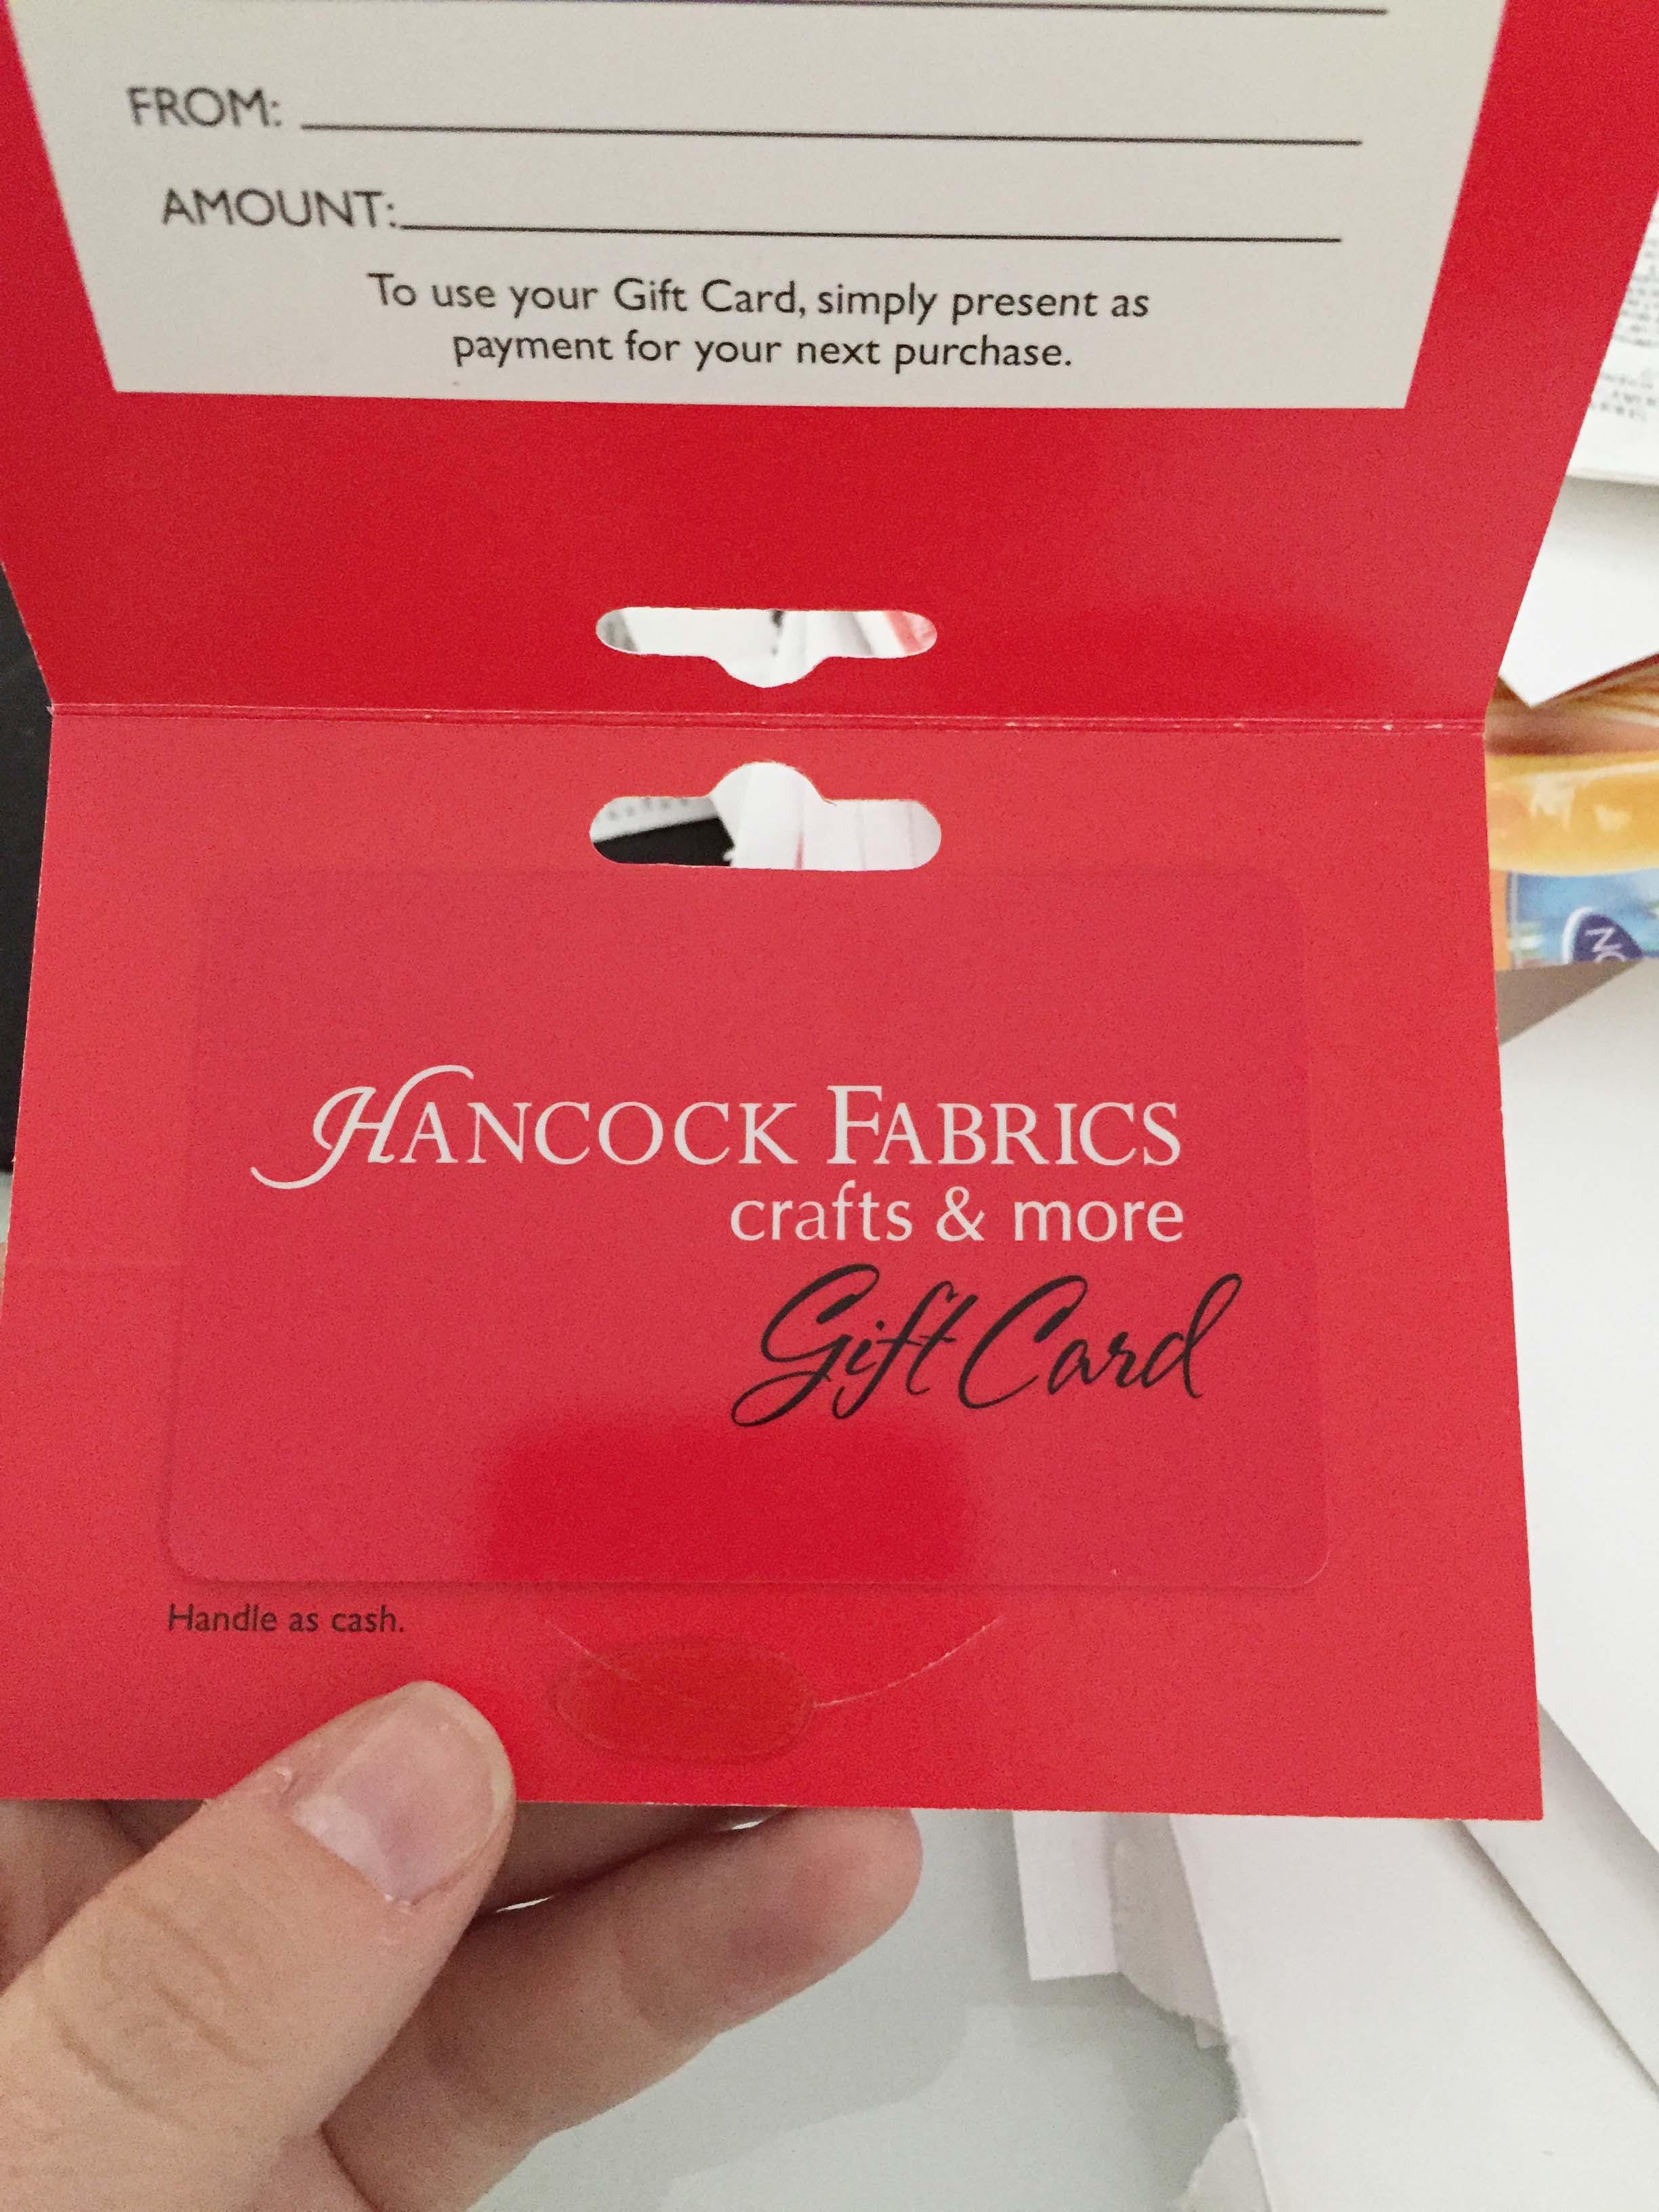 FROM:
AMOUNT:
To use your Gift Card, simply present as
payment for your next purchase.
HANCOCK FABRICS
crafts & more
Gift Card
Handle as cash.